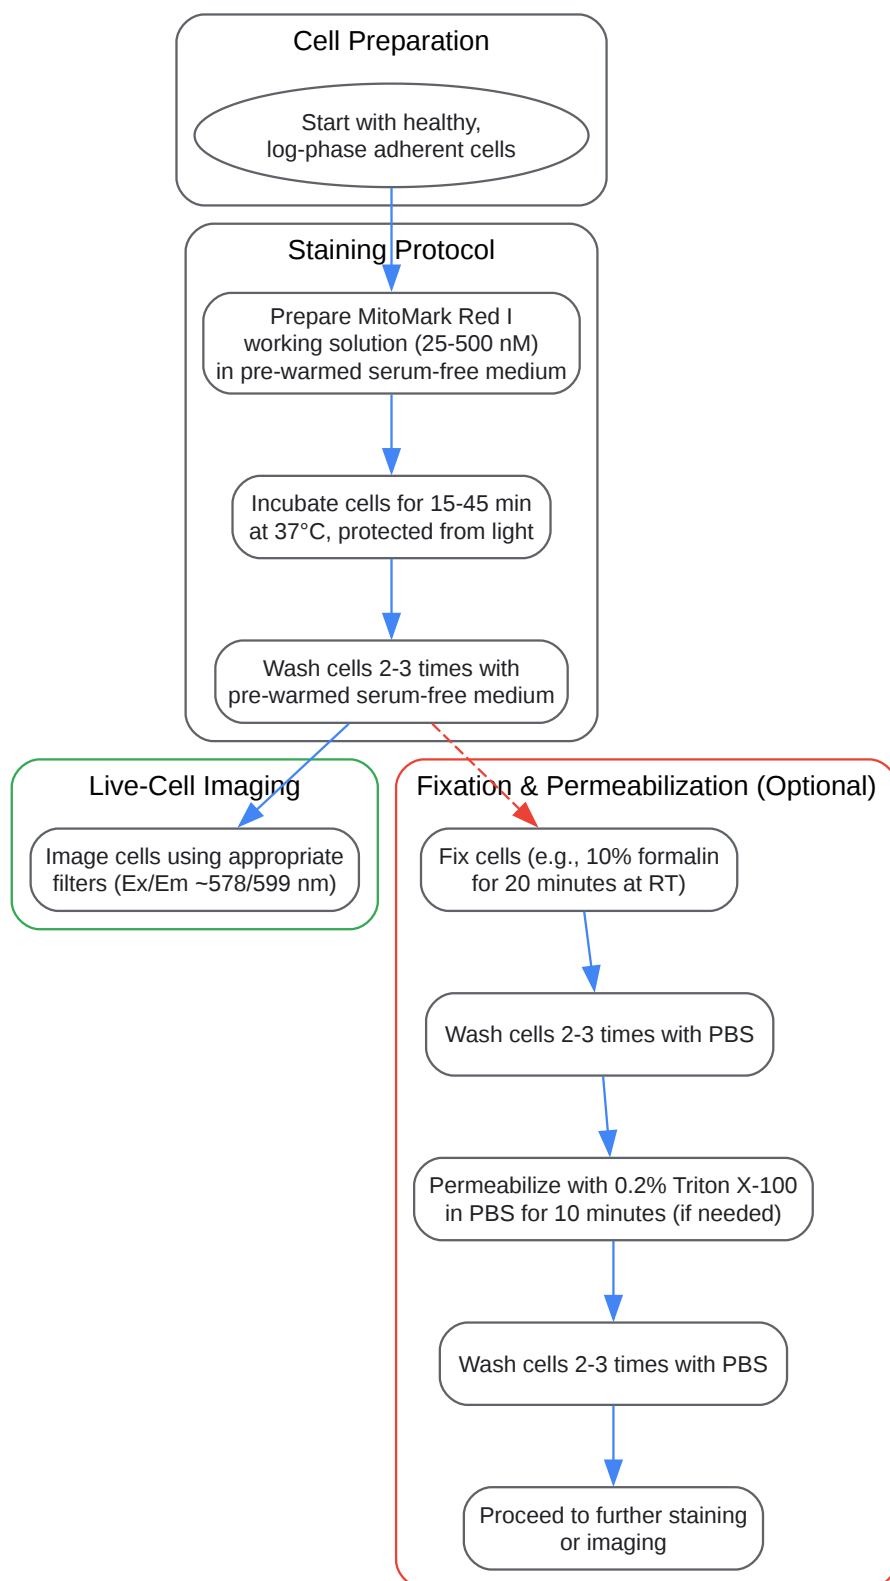 Cell Preparation
Start with healthy,
log-phase adherent cells
Staining Protocol
Prepare MitoMark Red I
working solution (25-500 nM)
in pre-warmed serum-free medium
Incubate cells for 15-45 min
at 37°C, protected from light
Wash cells 2-3 times with
pre-warmed serum-free medium
Live-Cell Imaging
Image cells using appropriate
filters (Ex/Em ~578/599 nm)
Fixation & Permeabilization (Optional)
Fix cells (e.g., 10% formalin
for 20 minutes at RT)
Wash cells 2-3 times with PBS
Permeabilize with 0.2% Triton X-100
in PBS for 10 minutes (if needed)
Wash cells 2-3 times with PBS
Proceed to further staining
or imaging